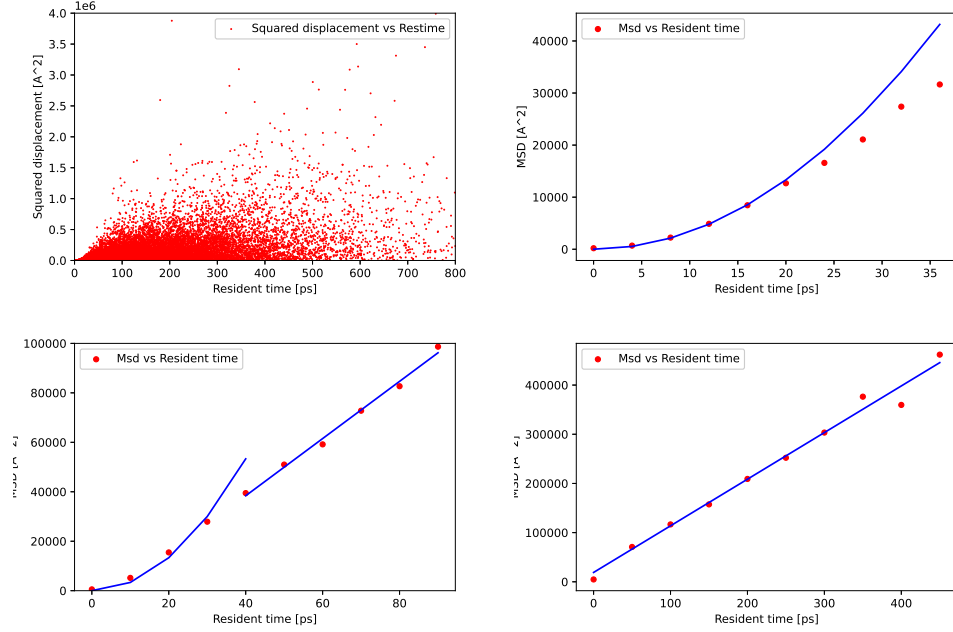 1e6
Squared displacement vs Restime
4.0
3.5
3.0
2.5
2.0
1.5
1.0
0.5
0.0
Squared displacement [A^2]
0 100 200 300 400 500 600 700 800
Resident time [ps]
Msd vs Resident time
40000
30000
20000
10000
0
MSD [A^2]
0 5 10 15 20 25 30 35
Resident time [ps]
Msd vs Resident time
100000
80000
60000
40000
20000
0
0 20 40 60 80
Resident time [ps]
Msd vs Resident time
400000
300000
200000
100000
0
0 100 200 300 400
Resident time [ps]